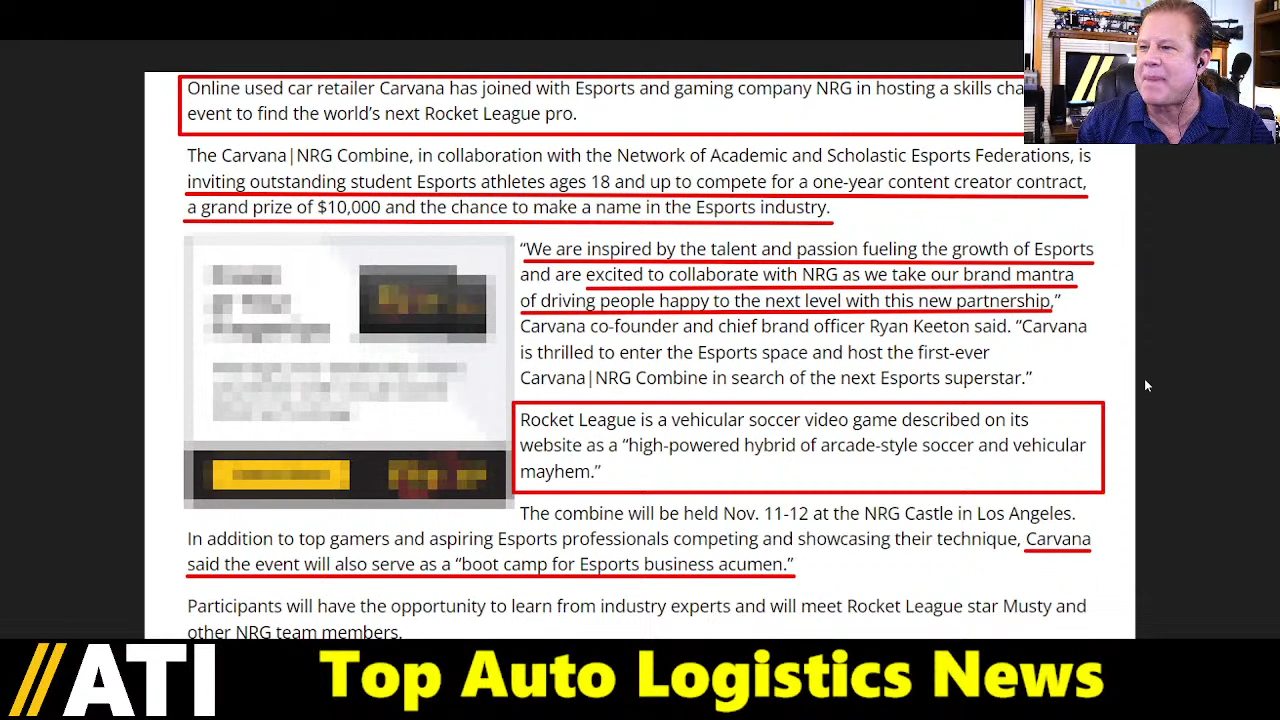 Online used car retailer Carvana has joined with Esports and gaming company NRG in hosting a skills
event to find the world's next Rocket League pro.
The Carvana|NRG Combine, in collaboration with the Network of Academic and Scholastic Esports Federations, is
inviting outstanding student Esports athletes ages 18 and up to compete for a one-year content creator contract,
a grand prize of $10,000 and the chance to make a name in the Esports industry.
“We are inspired by the talent and passion fueling the growth of Esports
and are excited to collaborate with NRG as we take our brand mantra
of driving people happy to the next level with this new partnership,”
Carvana co-founder and chief brand officer Ryan Keeton said. “Carvana
is thrilled to enter the Esports space and host the first-ever
Carvana|NRG Combine in search of the next Esports superstar.”
Rocket League is a vehicular soccer video game described on its
website as a “high-powered hybrid of arcade-style soccer and vehicular
mayhem.”
The combine will be held Nov. 11-12 at the NRG Castle in Los Angeles.
In addition to top gamers and aspiring Esports professionals competing and showcasing their technique, Carvana
said the event will also serve as a “boot camp for Esports business acumen.”
Participants will have the opportunity to learn from industry experts and will meet Rocket League star Musty and
other NRG team members.
//ATI Top Auto Logistics News